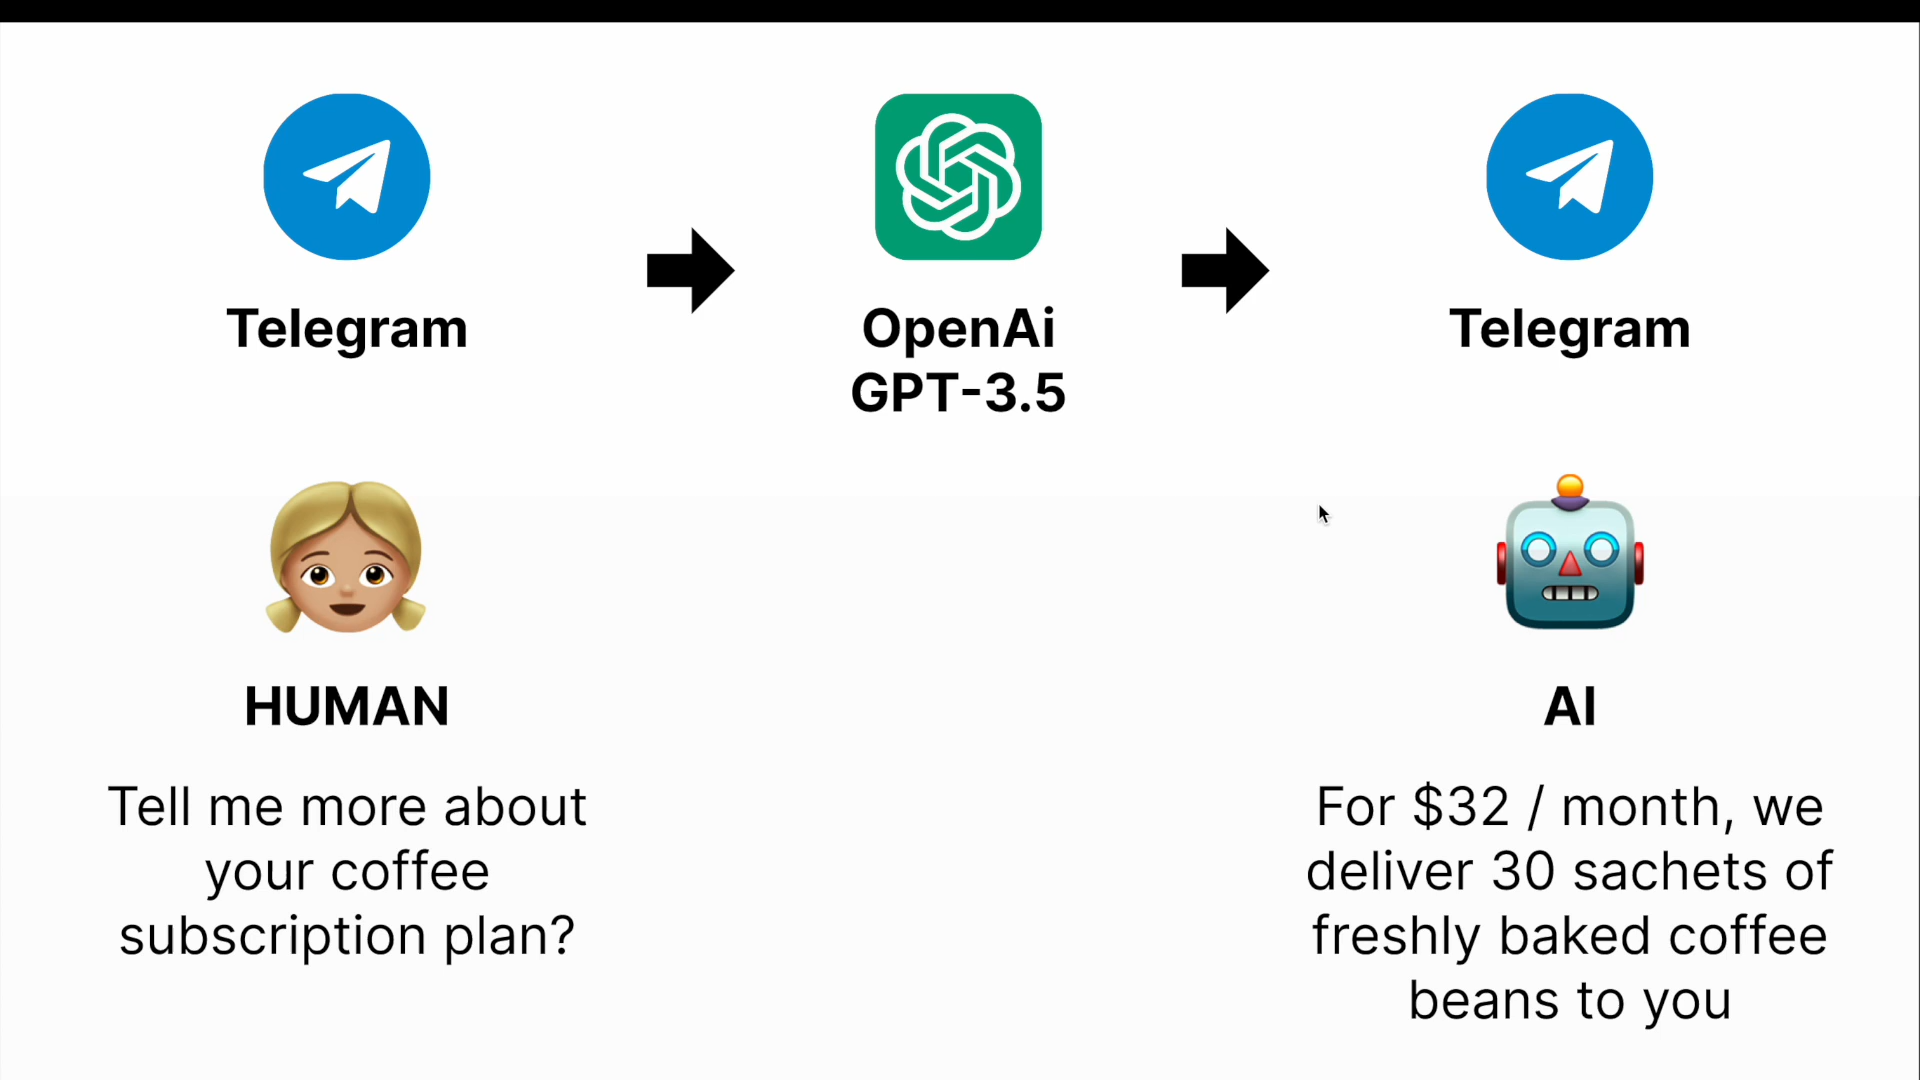 Telegram
OpenAi
GPT-3.5
Telegram
HUMAN
Tell me more about
your coffee
subscription plan?
AI
For $32 / month, we
deliver 30 sachets of
freshly baked coffee
beans to you